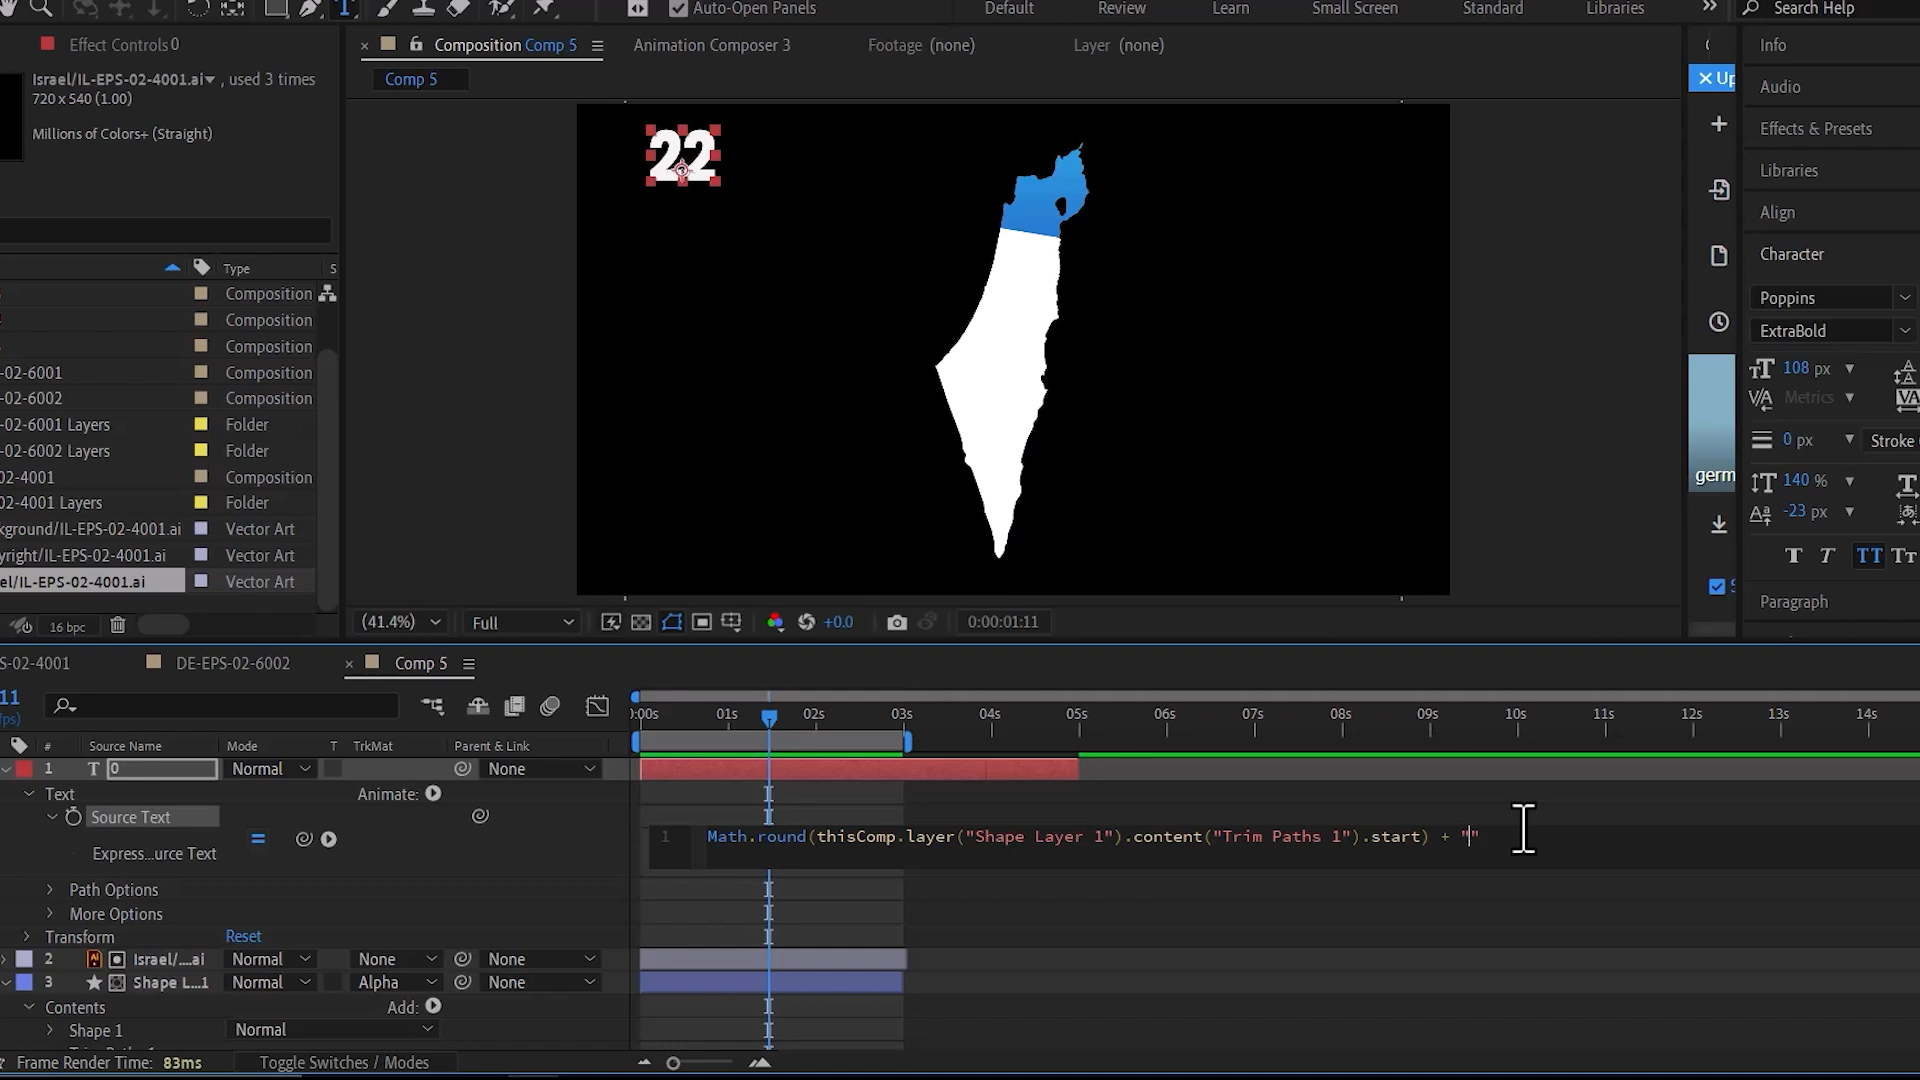 Auto-Open Panels
Default
Review
Learn
Small Screen
Standard
Libraries
Search Help
Effect Controls 0
Composition Comp 5
Animation Composer 3
Footage (none)
Layer (none)
Comp 5
Israel/IL-EPS-02-4001.ai , used 3 times
720 x 540 (1.00)
Millions of Colors+ (Straight)
22
Type
S
Composition
Composition
Composition
-02-6001 Composition
-02-6002 Composition
-02-6001 Layers Folder
-02-6002 Layers Folder
02-4001 Composition
02-4001 Layers Folder
kground/IL-EPS-02-4001.ai Vector Art
yright/IL-EPS-02-4001.ai Vector Art
el/IL-EPS-02-4001.ai Vector Art
16 bpc
(41.4%)
Full
+0.0
0:00:01:11
Up
germ
Info
Audio
Effects & Presets
Libraries
Align
Character
Poppins
ExtraBold
108 px
Metrics
0 px
Stroke
140 %
-23 px
T T TT Tт
Paragraph
S-02-4001
DE-EPS-02-6002
Comp 5
11
fps)
:00s 01s 02s 03s 04s 05s 06s 07s 08s 09s 10s 11s 12s 13s 14s
# Source Name Mode T TrkMat Parent & Link
1 T 0 Normal None
Text Animate:
Source Text
Express...urce Text
1 Math.round(thisComp.layer("Shape Layer 1").content("Trim Paths 1").start) + ""
Path Options
More Options
Transform Reset
2 Israel/....ai Normal None None
3 Shape L...1 Normal Alpha None
Contents Add:
Shape 1 Normal
Frame Render Time: 83ms
Toggle Switches / Modes